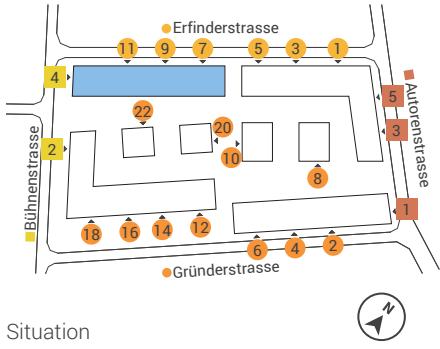 Erfinderstrasse
11 9 7 5 3 1
4
5
Autorenstrasse
22
20
3
2
10
8
Bühnenstrasse
18 16 14 12
1
6 4 2
Gründerstrasse
Situation
N